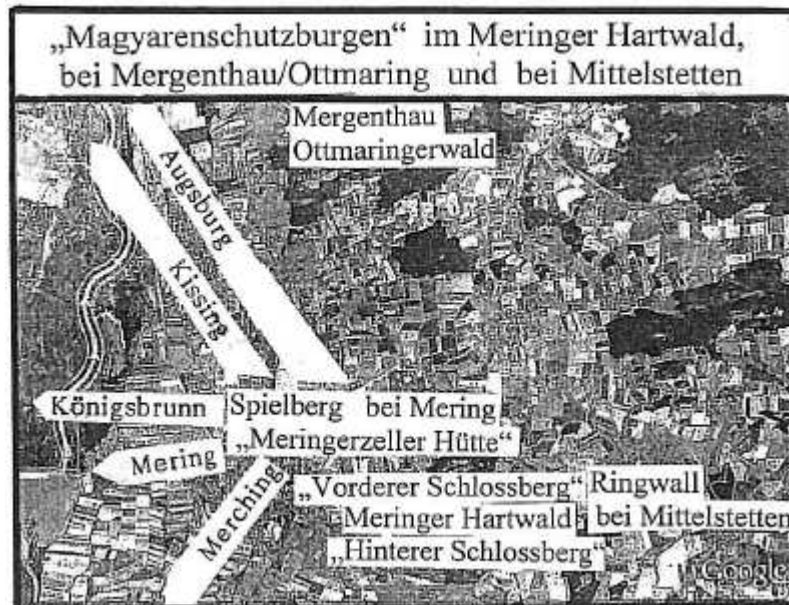 „Magyarenschutzburgen“ im Meringer Hartwald,
bei Mergenthau/Ottmaring und bei Mittelstetten
Mergenthau
Ottmaringerwald
Augsburg
Kissing
Königsbrunn
Spielberg bei Mering
„Meringerzeller Hütte“
Mering
Merching
„Vorderer Schlossberg“
Meringer Hartwald
„Hinterer Schlossberg“
Ringwall
bei Mittelstetten
Google